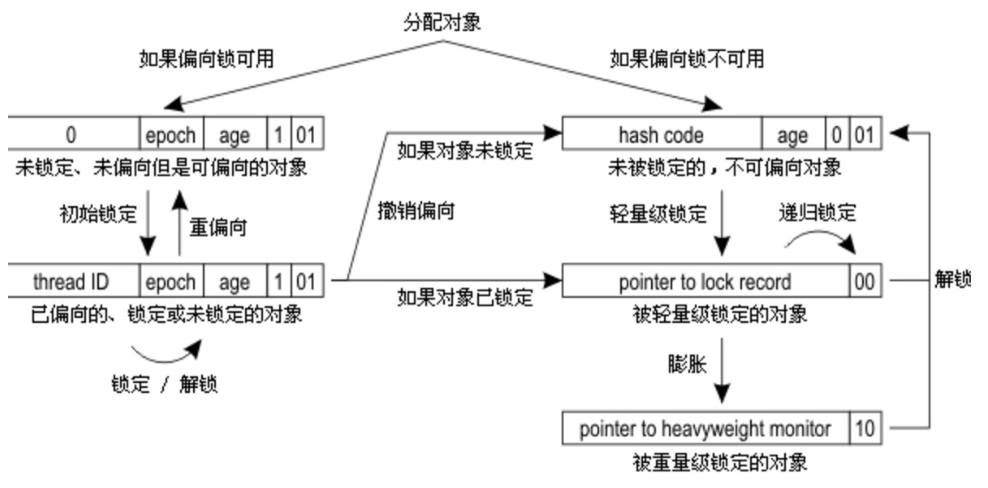 分配对象
如果偏向锁可用
如果偏向锁不可用
0 epoch age 1 01
未锁定、未偏向但是可偏向的对象
初始锁定
重偏向
thread ID epoch age 1 01
已偏向的、锁定或未锁定的对象
锁定 / 解锁
如果对象未锁定
撤销偏向
如果对象已锁定
hash code age 0 01
未被锁定的，不可偏向对象
轻量级锁定
递归锁定
pointer to lock record 00
被轻量级锁定的对象
解锁
膨胀
pointer to heavyweight monitor 10
被重量级锁定的对象